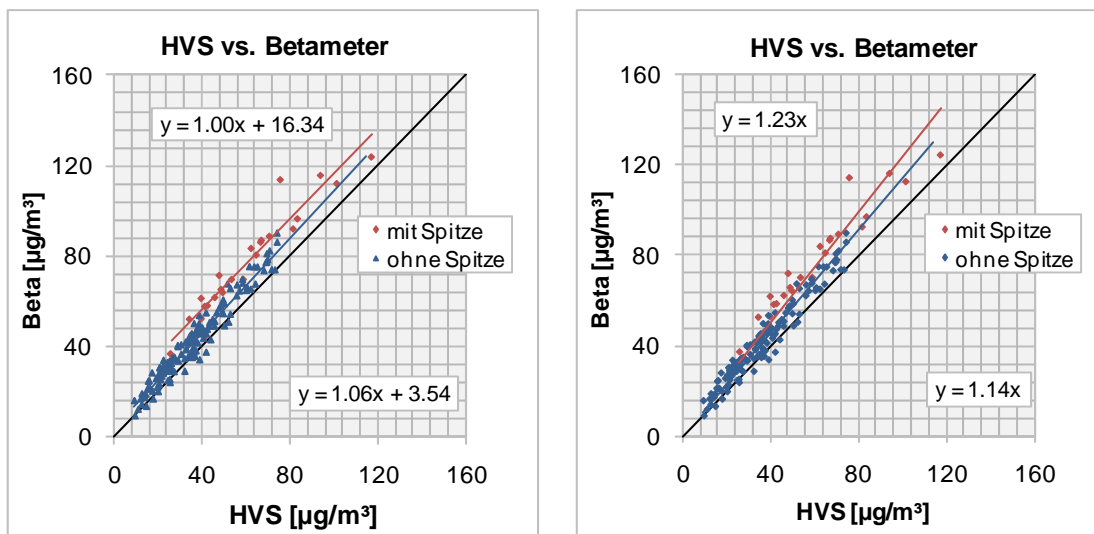 HVS vs. Betameter
160
120
80
40
0
Beta [µg/m³]
y = 1.00x + 16.34
mit Spitze
ohne Spitze
y = 1.06x + 3.54
0 40 80 120 160
HVS [µg/m³]
HVS vs. Betameter
160
120
80
40
0
Beta [µg/m³]
y = 1.23x
mit Spitze
ohne Spitze
y = 1.14x
0 40 80 120 160
HVS [µg/m³]